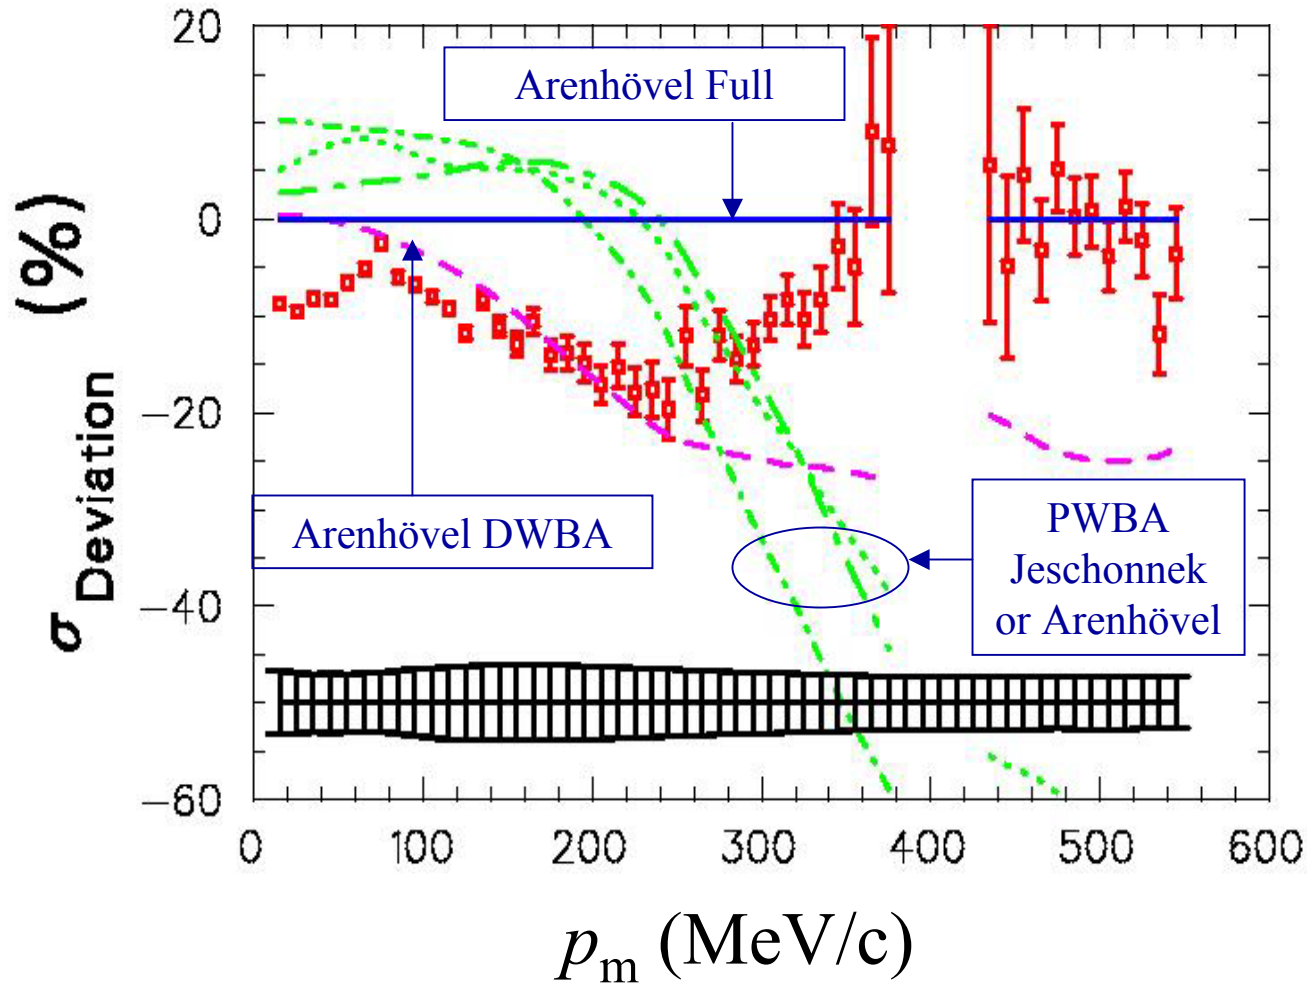 20
0
−20
−40
−60
σ Deviation (%)
Arenhövel Full
Arenhövel DWBA
PWBA
Jeschonnek
or Arenhövel
0 100 200 300 400 500 600
pm (MeV/c)